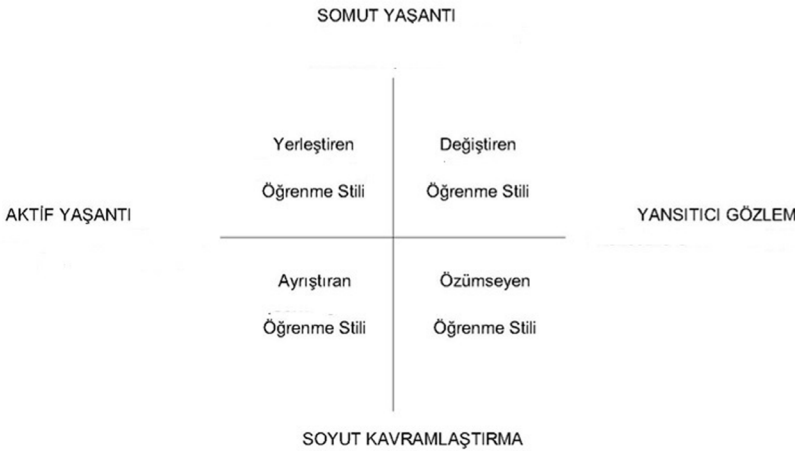 SOMUT YAŞANTI
Yerleştiren
Öğrenme Stili
Değiştiren
Öğrenme Stili
AKTİF YAŞANTI
YANSITICI GÖZLEM
Ayrıştıran
Öğrenme Stili
Özümseyen
Öğrenme Stili
SOYUT KAVRAMLAŞTIRMA